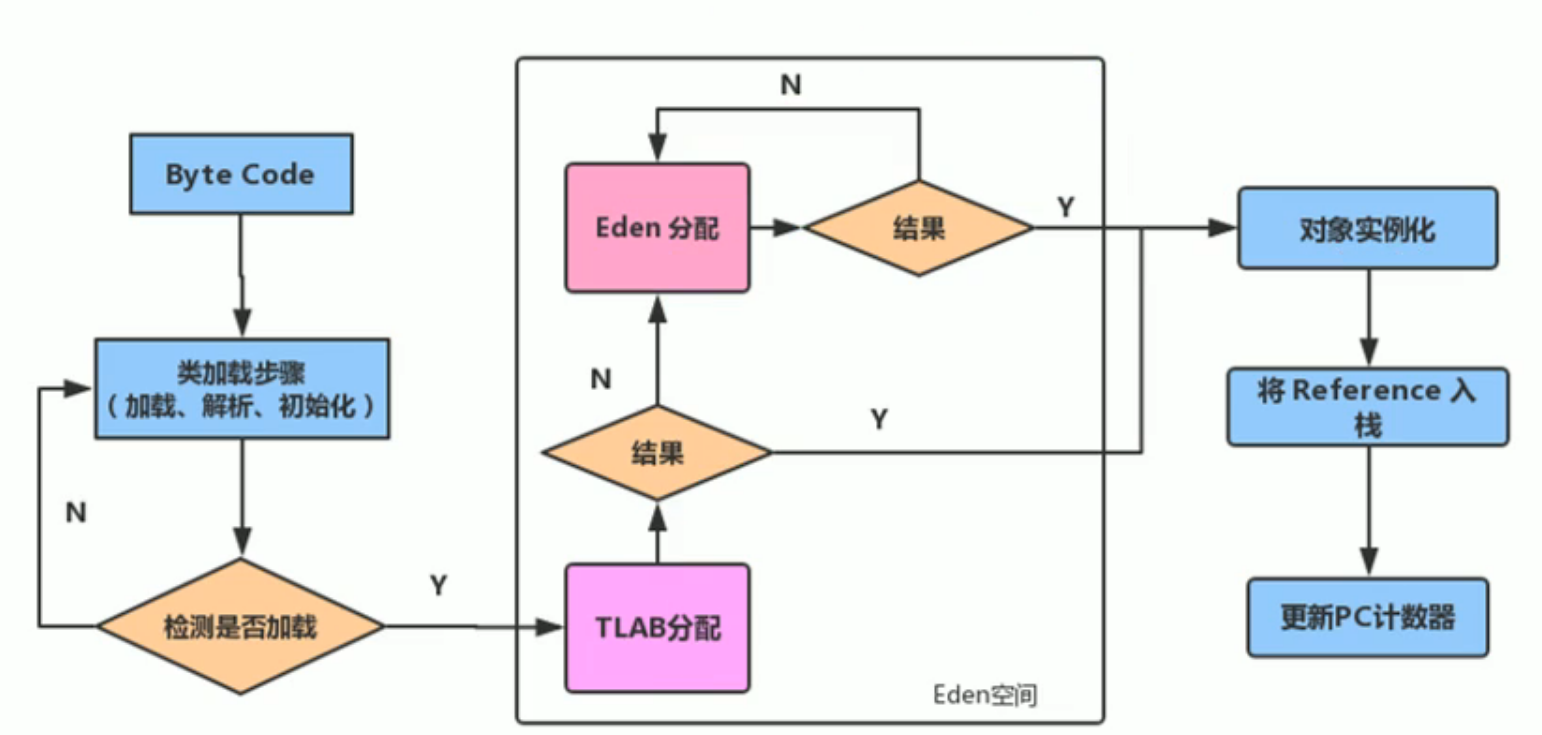 Byte Code
类加载步骤
（加载、解析、初始化）
N
检测是否加载
Y
N
Eden 分配
结果
Y
N
结果
Y
TLAB分配
Eden空间
对象实例化
将 Reference 入
栈
更新PC计数器